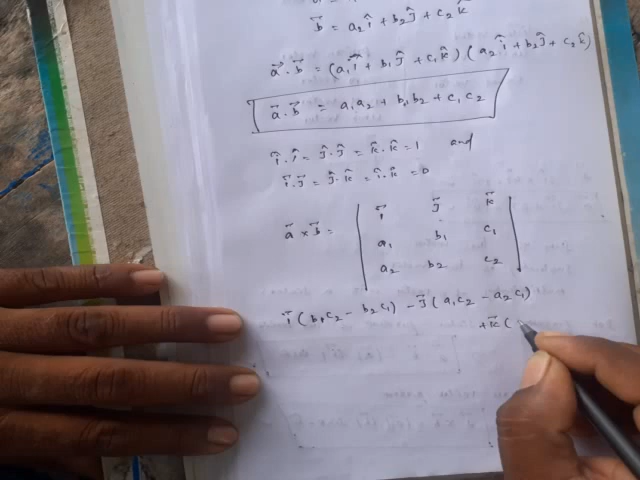 b⃗ = a₂î + b₂ĵ + c₂k̂
a⃗ . b⃗ = (a₁î + b₁ĵ + c₁k̂) (a₂î + b₂ĵ + c₂k̂)
a⃗ . b⃗ = a₁a₂ + b₁b₂ + c₁c₂
î . î = ĵ . ĵ = k̂ . k̂ = 1 and
î . ĵ = ĵ . k̂ = î . k̂ = 0
î ĵ k̂
a⃗ × b⃗ = a₁ b₁ c₁
a₂ b₂ c₂
î (b₁c₂ - b₂c₁) - ĵ (a₁c₂ - a₂c₁)
+ k̂ (